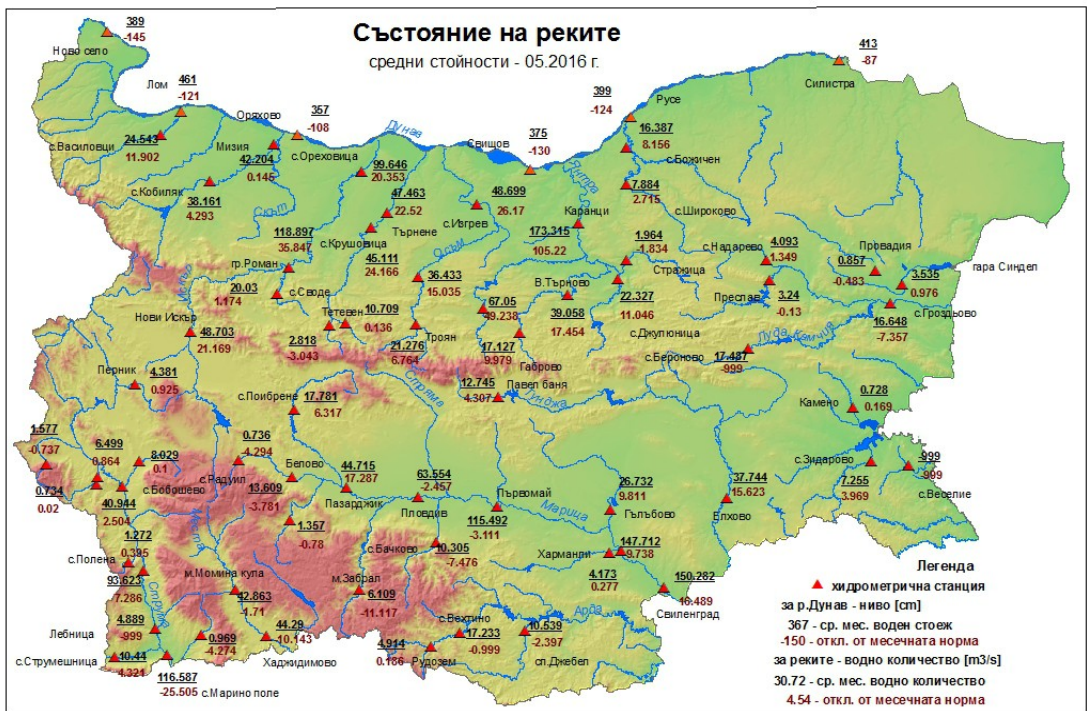 Състояние на реките
средни стойности - 05.2016 г.
389
-145
Ново село
413
-87
Силистра
Лом
461
-121
399
-124
Русе
Оряхово
357
-108
Дунав
375
-130
Свищов
24.543
11.902
с.Василовци
Мизия
42.204
0.145
с.Ореховица
99.646
20.353
16.387
8.156
с.Божичен
Янтра
с.Кобиляк
38.161
4.293
Скът
47.463
22.52
Търнене
48.699
26.17
с.Изгрев
7.884
2.715
с.Широково
Каранци
173.315
105.22
118.897
35.847
гр.Роман
с.Крушовица
45.111
24.166
Осъм
1.964
-1.834
Стражица
с.Надарево
4.093
1.349
Провадия
0.857
-0.483
3.535
0.976
гара Синдел
Искър
20.03
1.174
с.Своде
36.433
15.035
В.Търново
22.327
11.046
Преслав
3.24
-0.13
с.Гроздьово
16.648
-7.357
Нови Искър
48.703
21.169
Тетевен
10.709
0.136
67.05
49.238
39.058
17.454
с.Джулюница
Луда Камчия
2.818
-3.043
21.276
6.764
Троян
17.127
9.979
Габрово
с.Бероново
17.437
-999
Перник
4.381
0.925
с.Поибрене
17.781
6.317
Стряма
12.745
4.307
Павел баня
Тунджа
Камено
0.728
0.169
1.577
-0.737
6.499
0.864
8.029
0.1
с.Радуил
0.736
-4.294
Белово
44.715
17.287
63.554
-2.457
26.732
9.811
37.744
15.623
с.Зидарово
-999
-999
с.Веселие
7.255
3.969
0.734
0.02
с.Бобошево
40.944
2.504
13.609
-3.781
Пазарджик
Пловдив
Първомай
Марица
115.492
-3.111
Гълъбово
Елхово
1.272
0.395
1.357
-0.78
с.Бачково
10.305
-7.476
147.712
-9.738
Харманли
с.Полена
93.623
-7.286
Струма
Места
м.Момина кула
42.863
-1.71
м.Забрал
6.109
-11.117
4.173
0.277
150.282
-16.489
Свиленград
4.889
-999
Лебница
0.969
-4.274
44.29
-10.143
Хаджидимово
4.914
0.186
Рудозем
с.Вехтино
17.233
-0.999
10.539
-2.397
сп.Джебел
Арда
с.Струмешница
10.44
-4.321
116.587
-25.505
с.Марино поле
Легенда
хидрометрична станция
за р.Дунав - ниво [cm]
367 - ср. мес. воден стоеж
-150 - откл. от месечната норма
за реките - водно количество [m3/s]
30.72 - ср. мес. водно количество
4.54 - откл. от месечната норма